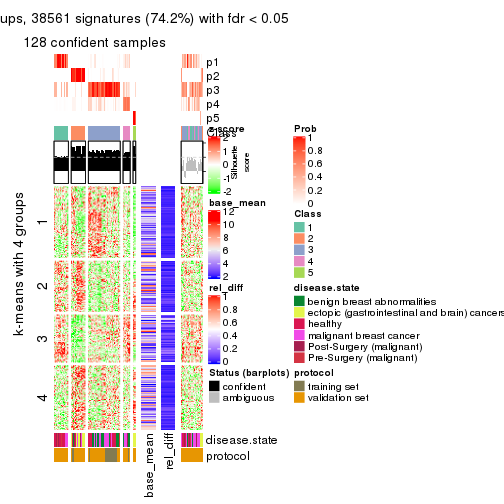 ups, 38561 signatures (74.2%) with fdr < 0.05
128 confident samples
p1
p2
p3
p4
p5
Class
Silhouette
score
k-means with 4 groups
1
2
3
4
base_mean
rel_diff
disease.state
protocol
z-score
2
1
0
-1
-2
base_mean
12
10
8
6
4
2
rel_diff
1
0.8
0.6
0.4
0.2
0
Status (barplots)
confident
ambiguous
Prob
1
0.8
0.6
0.4
0.2
0
Class
1
2
3
4
5
disease.state
benign breast abnormalities
ectopic (gastrointestinal and brain) cancers
healthy
malignant breast cancer
Post-Surgery (malignant)
Pre-Surgery (malignant)
protocol
training set
validation set